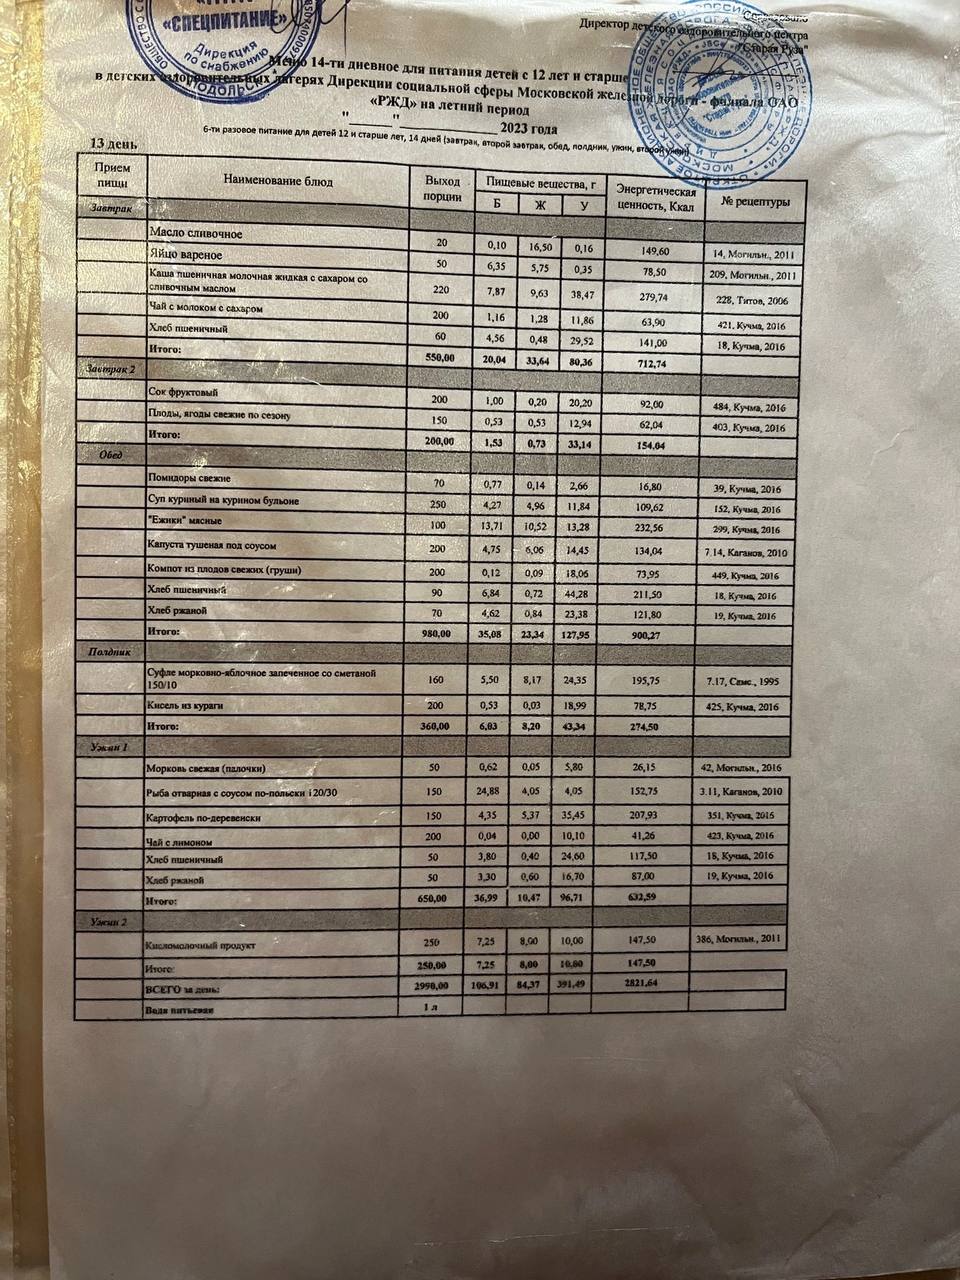 «СПЕЦПИТАНИЕ»
Дирекция
по снабжению
ПОДОЛЬСК
Директор детского оздоровительного центра
"Старая Руза"
Меню 14-ти дневное для питания детей с 12 лет и старше
в детских оздоровительных лагерях Дирекции социальной сферы Московской железной дороги - филиала ОАО
«РЖД» на летний период
"______"______________ 2023 года
6-ти разовое питание для детей 12 и старше лет, 14 дней (завтрак, второй завтрак, обед, полдник, ужин, второй ужин)
13 день
Прием пищи Наименование блюд Выход порции Пищевые вещества, г Энергетическая ценность, Ккал № рецептуры
Б Ж У
Завтрак
Масло сливочное 20 0,10 16,50 0,16 149,60 14, Могильн., 2011
Яйцо вареное 50 6,35 5,75 0,35 78,50 209, Могильн., 2011
Каша пшеничная молочная жидкая с сахаром со
сливочным маслом 220 7,87 9,63 38,47 279,74 228, Титов, 2006
Чай с молоком с сахаром 200 1,16 1,28 11,86 63,90 421, Кучма, 2016
Хлеб пшеничный 60 4,56 0,48 29,52 141,00 18, Кучма, 2016
Итого: 550,00 20,04 33,64 80,36 712,74
Завтрак 2
Сок фруктовый 200 1,00 0,20 20,20 92,00 484, Кучма, 2016
Плоды, ягоды свежие по сезону 150 0,53 0,53 12,94 62,04 403, Кучма, 2016
Итого: 200,00 1,53 0,73 33,14 154,04
Обед
Помидоры свежие 70 0,77 0,14 2,66 16,80 39, Кучма, 2016
Суп куриный на курином бульоне 250 4,27 4,96 11,84 109,62 152, Кучма, 2016
"Ежики" мясные 100 13,71 10,52 13,28 232,56 299, Кучма, 2016
Капуста тушеная под соусом 200 4,75 6,06 14,45 134,04 7.14, Каганов, 2010
Компот из плодов свежих (груши) 200 0,12 0,09 18,06 73,95 449, Кучма, 2016
Хлеб пшеничный 90 6,84 0,72 44,28 211,50 18, Кучма, 2016
Хлеб ржаной 70 4,62 0,84 23,38 121,80 19, Кучма, 2016
Итого: 980,00 35,08 23,34 127,95 900,27
Полдник
Суфле морковно-яблочное запеченное со сметаной
150/10 160 5,50 8,17 24,35 195,75 7.17, Самс., 1995
Кисель из кураги 200 0,53 0,03 18,99 78,75 425, Кучма, 2016
Итого: 360,00 6,03 8,20 43,34 274,50
Ужин 1
Морковь свежая (палочки) 50 0,62 0,05 5,80 26,15 42, Могильн., 2016
Рыба отварная с соусом по-польски 120/30 150 24,88 4,05 4,05 152,75 3.11, Каганов, 2010
Картофель по-деревенски 150 4,35 5,37 35,45 207,93 351, Кучма, 2016
Чай с лимоном 200 0,04 0,00 10,10 41,26 423, Кучма, 2016
Хлеб пшеничный 50 3,80 0,40 24,60 117,50 18, Кучма, 2016
Хлеб ржаной 50 3,30 0,60 16,70 87,00 19, Кучма, 2016
Итого: 650,00 36,99 10,47 96,71 632,59
Ужин 2
Кисломолочный продукт 250 7,25 8,00 10,00 147,50 386, Могильн., 2011
Итого: 250,00 7,25 8,00 10,00 147,50
ВСЕГО за день: 2990,00 106,91 84,37 391,49 2821,64
Вода питьевая 1 л